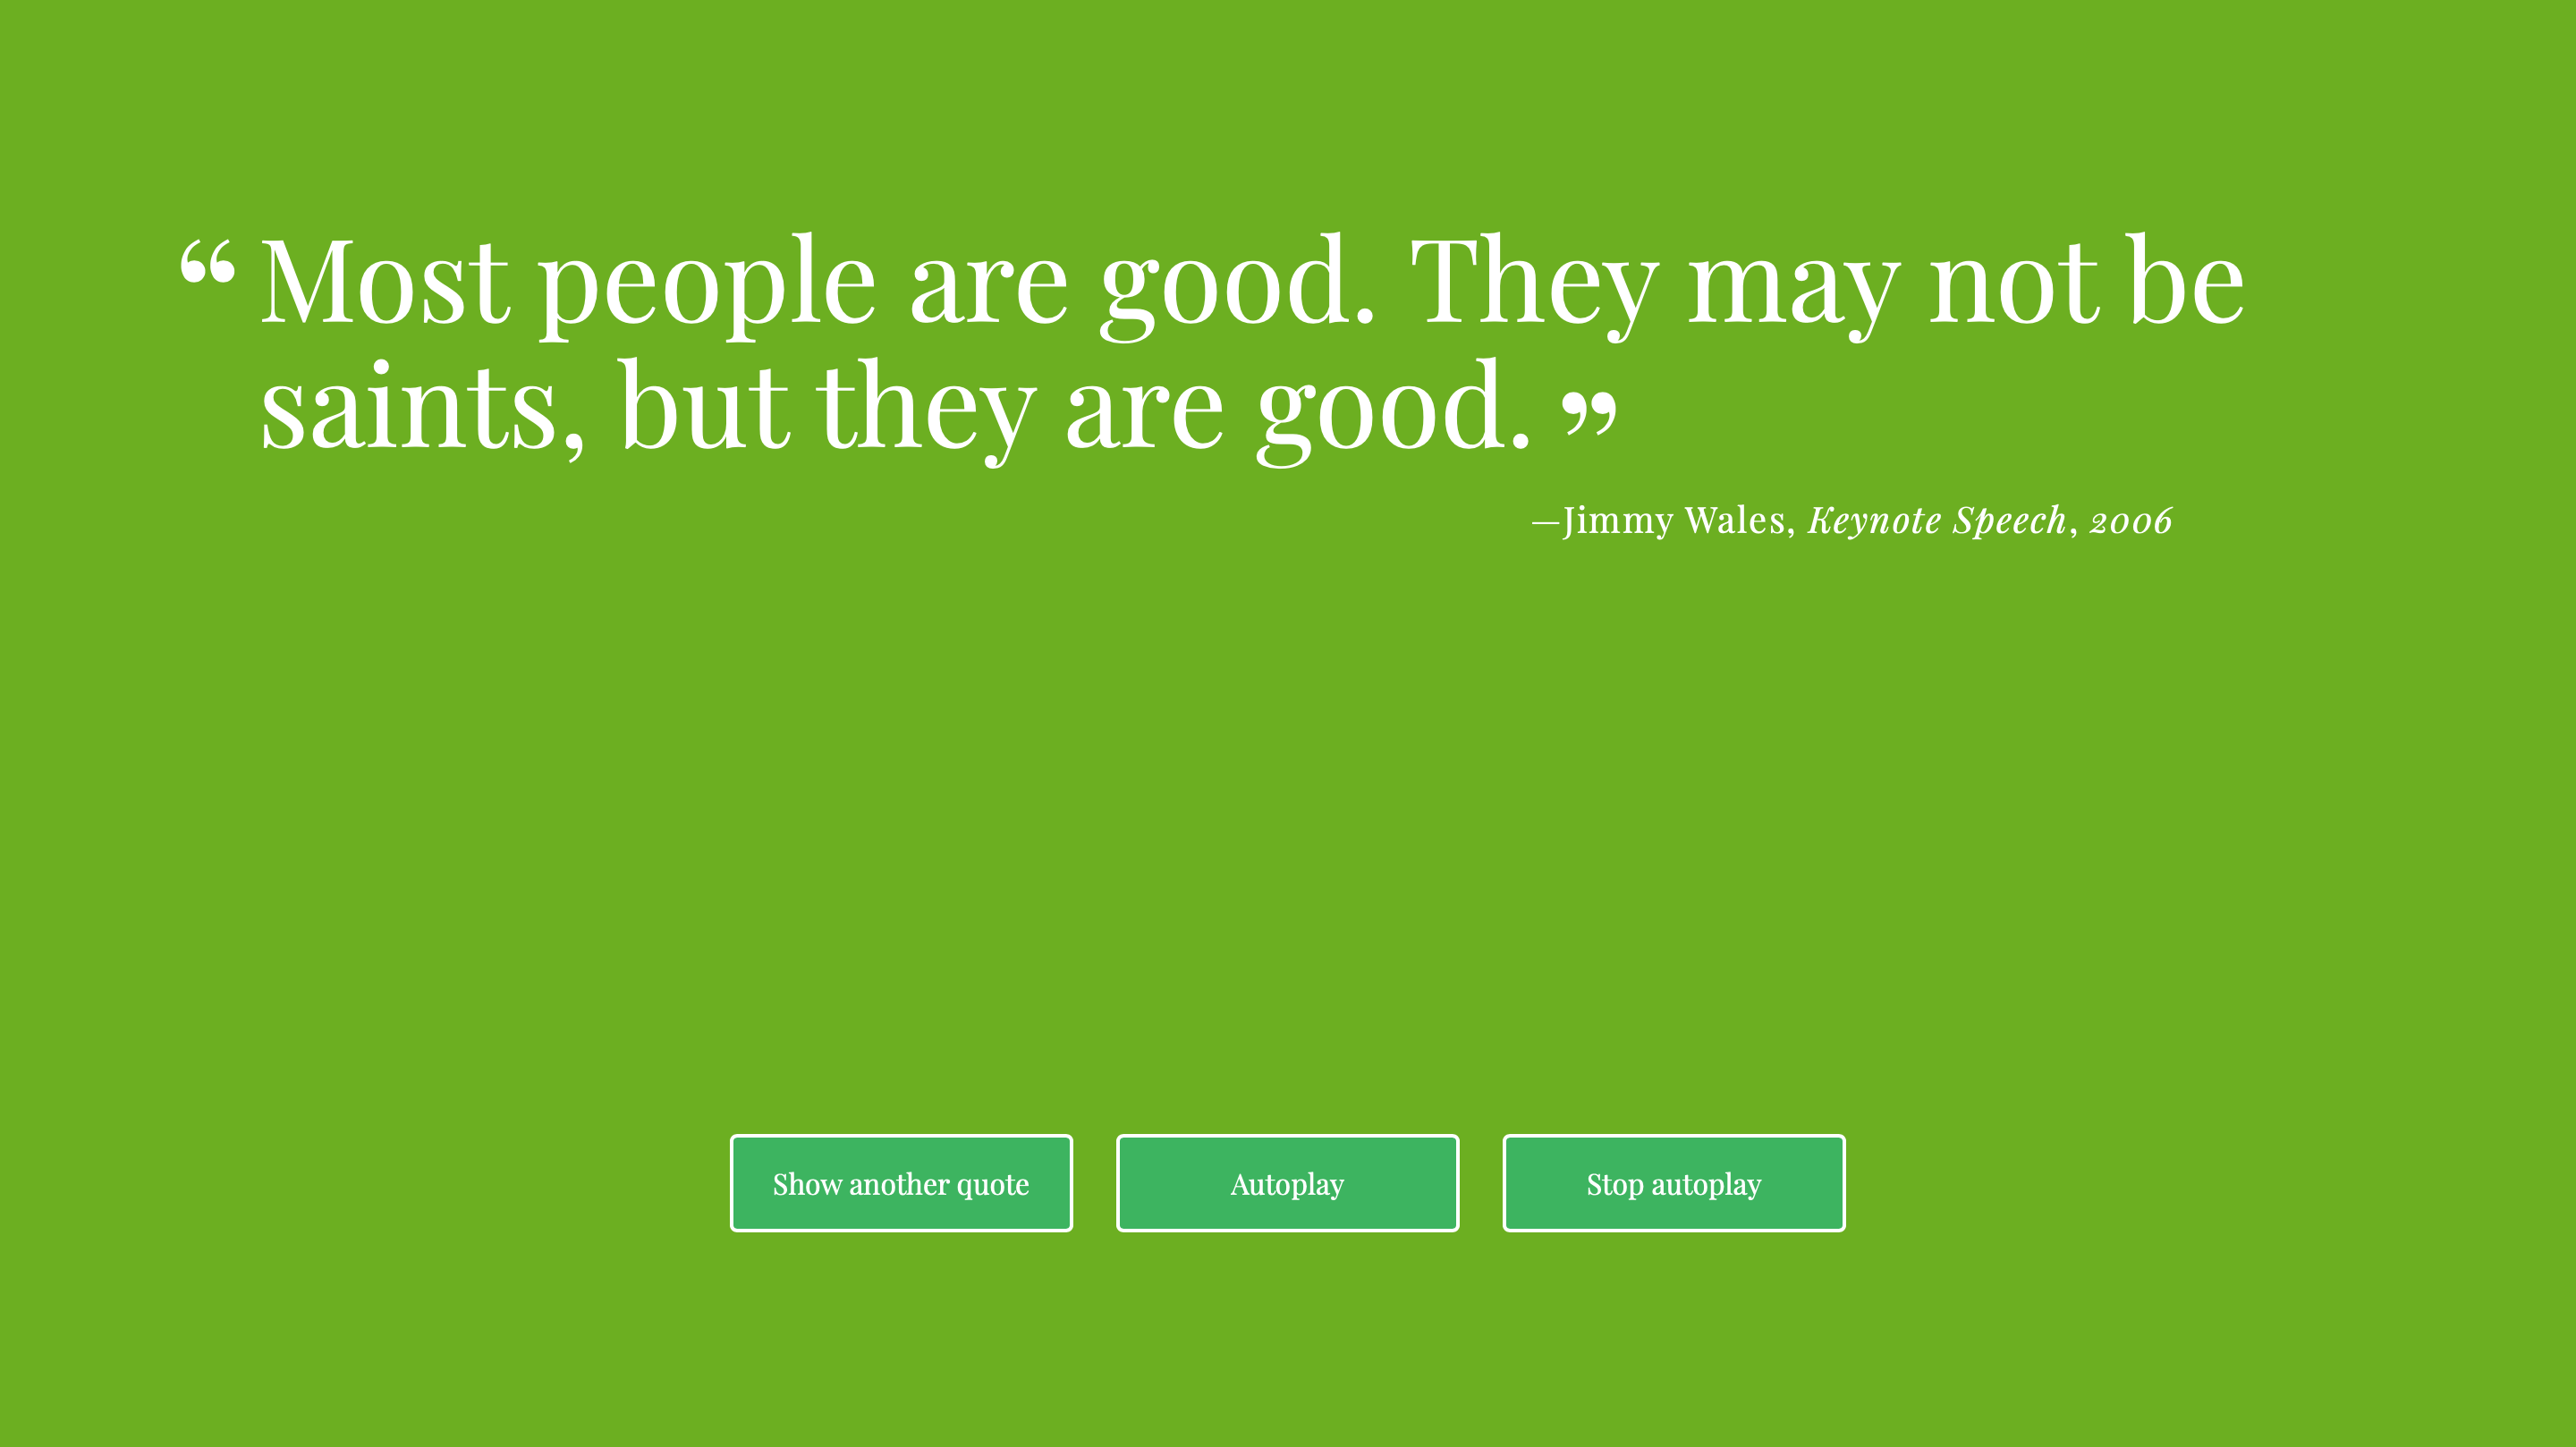 “Most people are good. They may not be
saints, but they are good.”
—Jimmy Wales, Keynote Speech, 2006
Show another quote
Autoplay
Stop autoplay